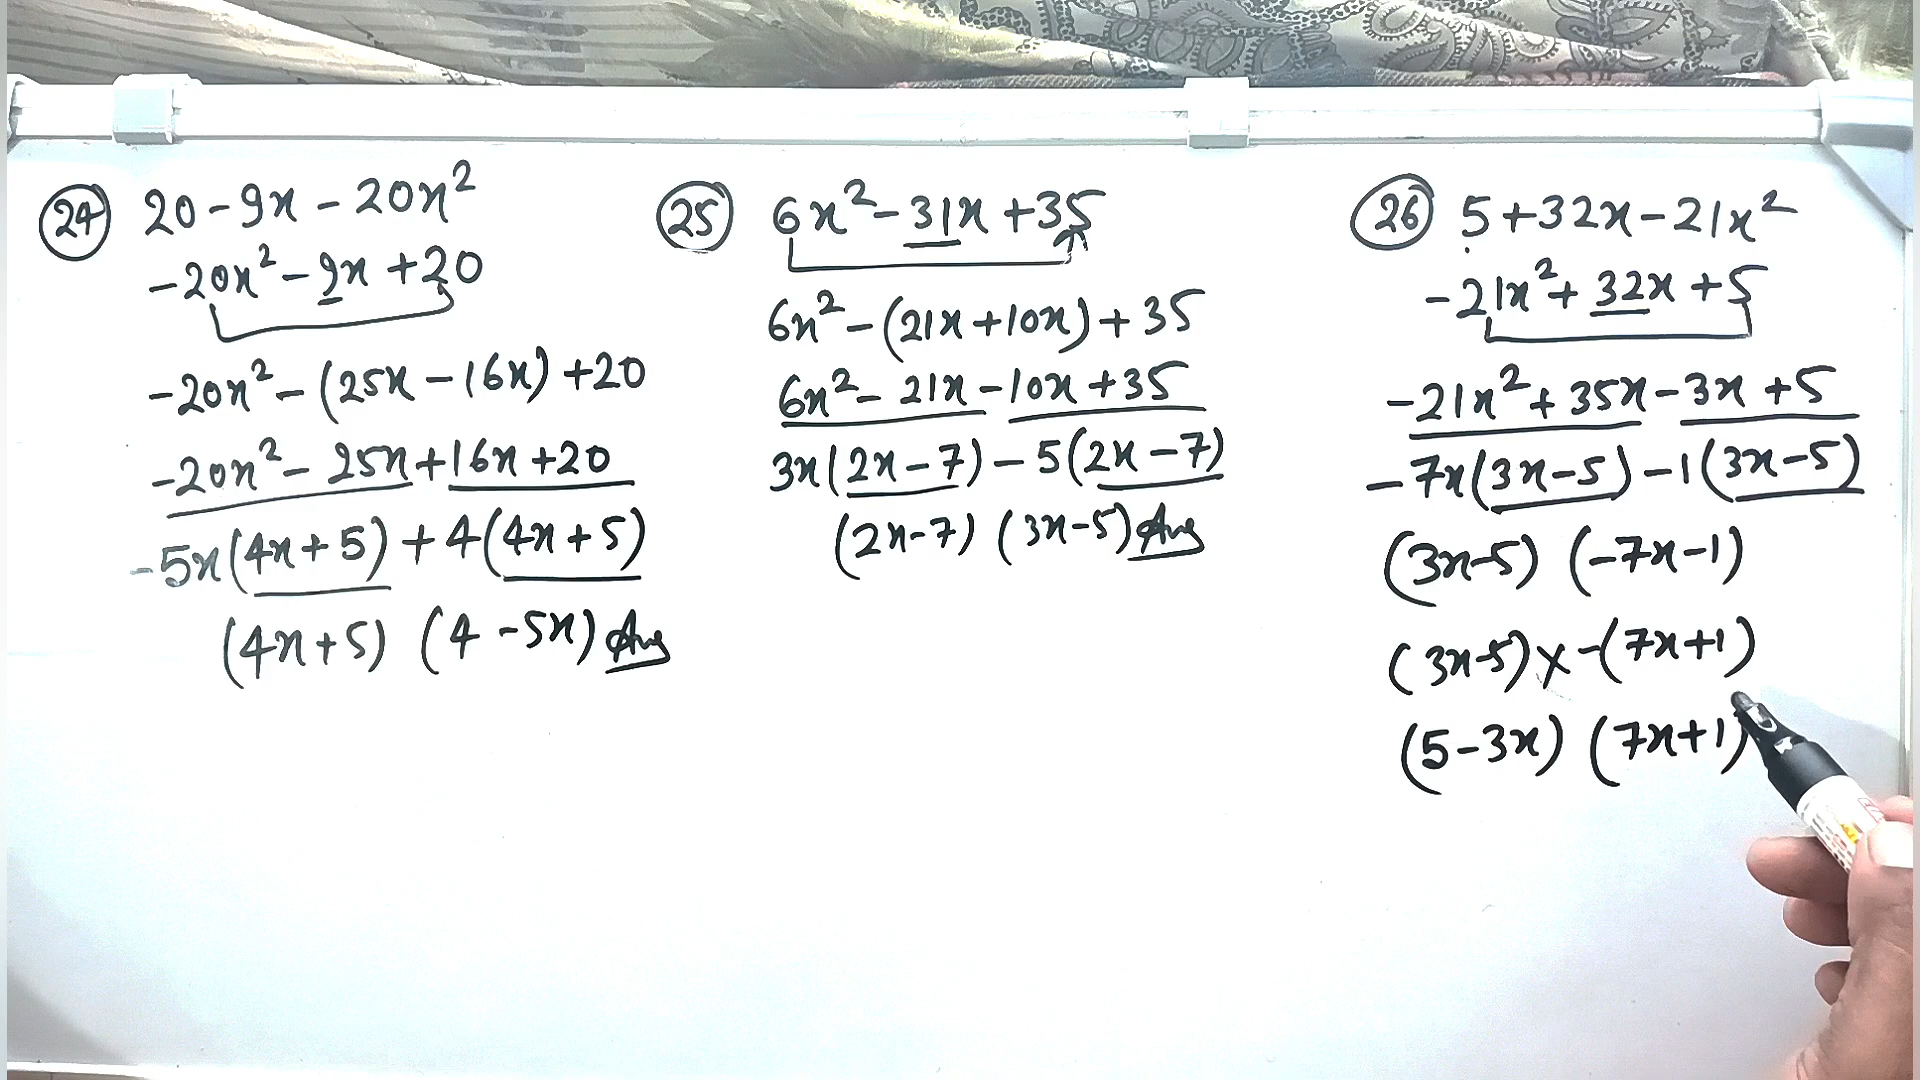 24 20 - 9x - 20x²
-20x² - 9x + 20
-20x² - (25x - 16x) + 20
-20x² - 25x + 16x + 20
-5x(4x + 5) + 4(4x + 5)
(4x + 5) (4 - 5x) Ans
25 6x² - 31x + 35
6x² - (21x + 10x) + 35
6x² - 21x - 10x + 35
3x(2x - 7) - 5(2x - 7)
(2x - 7) (3x - 5) Ans
26 5 + 32x - 21x²
-21x² + 32x + 5
-21x² + 35x - 3x + 5
-7x(3x - 5) - 1(3x - 5)
(3x - 5) (-7x - 1)
(3x - 5) × -(7x + 1)
(5 - 3x) (7x + 1)